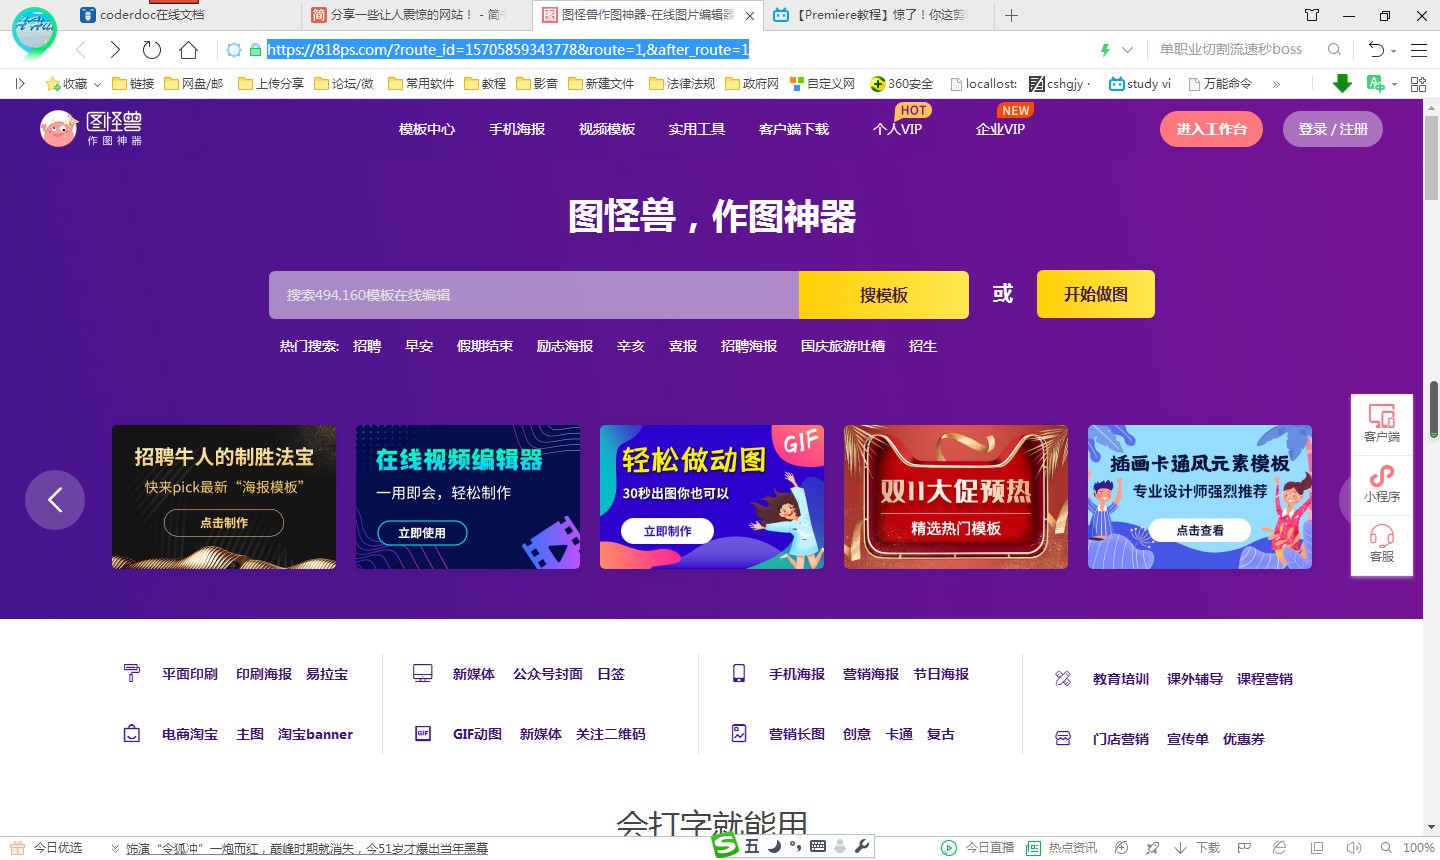 coderdoc在线文档
分享一些让人震惊的网站！ - 简
图怪兽作图神器-在线图片编辑器
【Premiere教程】惊了！你这剪
https://818ps.com/?route_id=15705859343778&route=1,&after_route=1
单职业切割流速秒boss
收藏 链接 网盘/邮 上传分享 论坛/微 常用软件 教程 影音 新建文件 法律法规 政府网 自定义网 360安全 locallost: cshgjy · study vi 万能命令 »
图怪兽
作图神器
模板中心 手机海报 视频模板 实用工具 客户端下载 个人VIP HOT 企业VIP NEW
进入工作台 登录 / 注册
图怪兽，作图神器
搜索494,160模板在线编辑 搜模板 或 开始做图
热门搜索: 招聘 早安 假期结束 励志海报 辛亥 喜报 招聘海报 国庆旅游吐槽 招生
招聘牛人的制胜法宝
快来pick最新“海报模板”
点击制作
在线视频编辑器
一用即会，轻松制作
立即使用
GIF
轻松做动图
30秒出图你也可以
立即制作
双11大促预热
精选热门模板
插画卡通风元素模板
专业设计师强烈推荐
点击查看
客户端
小程序
客服
平面印刷 印刷海报 易拉宝
新媒体 公众号封面 日签
手机海报 营销海报 节日海报
教育培训 课外辅导 课程营销
电商淘宝 主图 淘宝banner
GIF GIF动图 新媒体 关注二维码
营销长图 创意 卡通 复古
门店营销 宣传单 优惠券
会打字就能用
今日优选 饰演“令狐冲”一炮而红，巅峰时期就消失，今51岁才爆出当年黑幕
五
今日直播 热点资讯 下载 100%